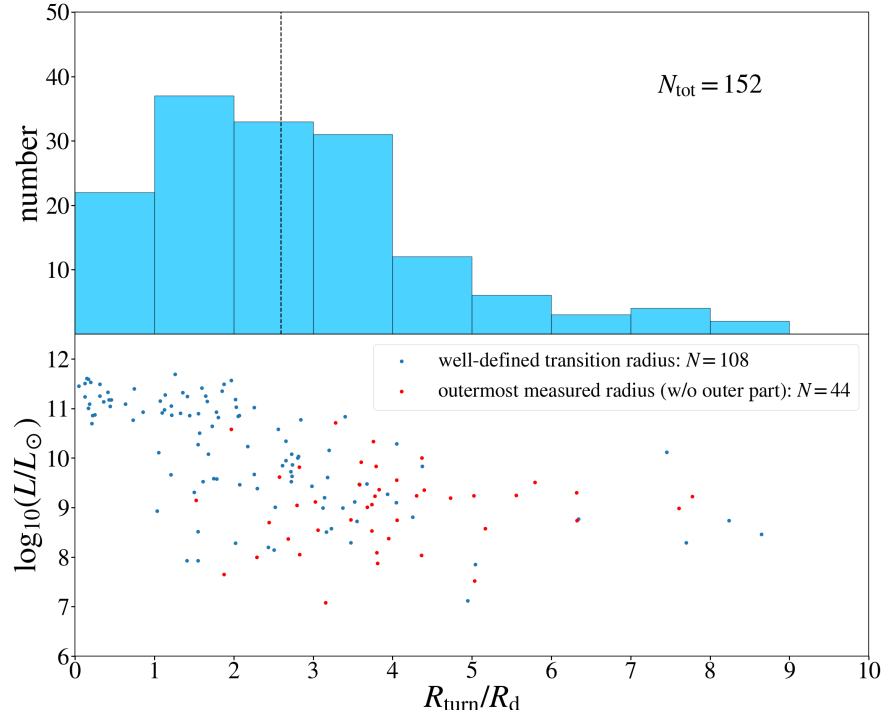 50
40
30
20
10
number
N_tot = 152
12
11
10
9
8
7
6
log₁₀(L/L⊙)
well-defined transition radius: N = 108
outermost measured radius (w/o outer part): N = 44
0 1 2 3 4 5 6 7 8 9 10
R_turn/R_d